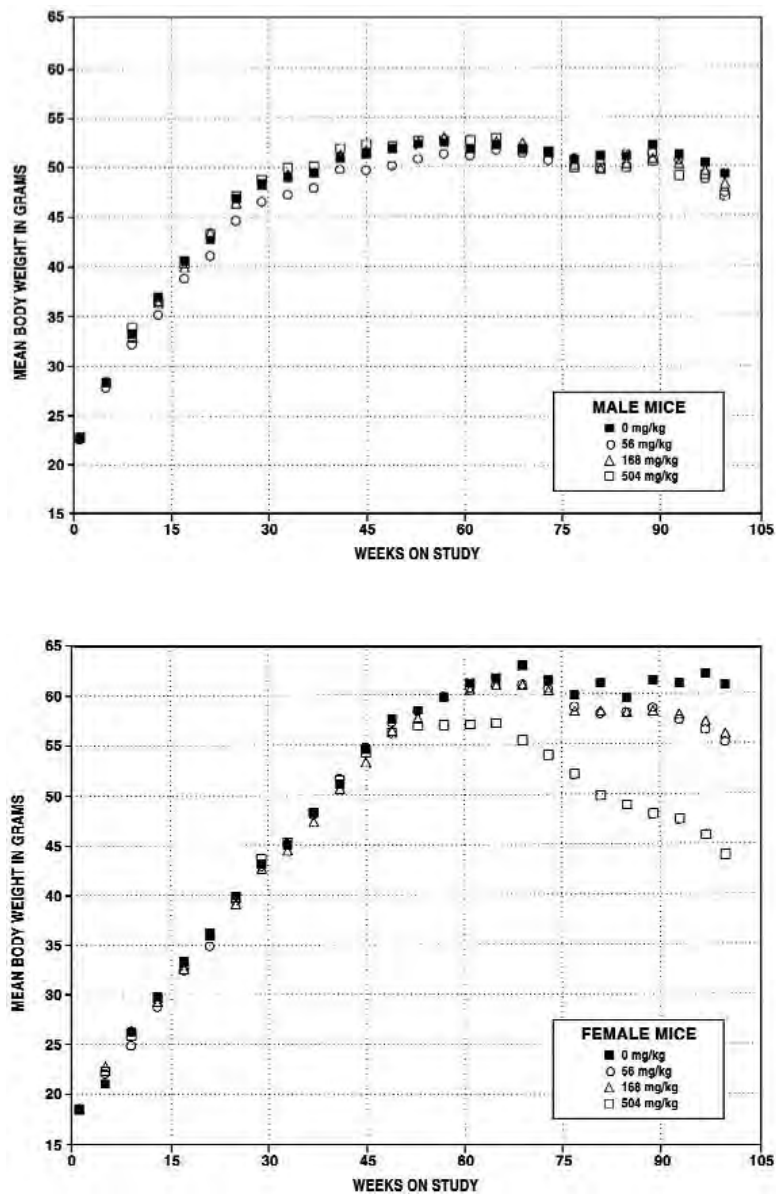 65
60
55
50
45
40
35
30
25
20
15
MEAN BODY WEIGHT IN GRAMS
MALE MICE
0 mg/kg
56 mg/kg
168 mg/kg
504 mg/kg
0 15 30 45 60 75 90 105
WEEKS ON STUDY
65
60
55
50
45
40
35
30
25
20
15
MEAN BODY WEIGHT IN GRAMS
FEMALE MICE
0 mg/kg
56 mg/kg
168 mg/kg
504 mg/kg
0 15 30 45 60 75 90 105
WEEKS ON STUDY